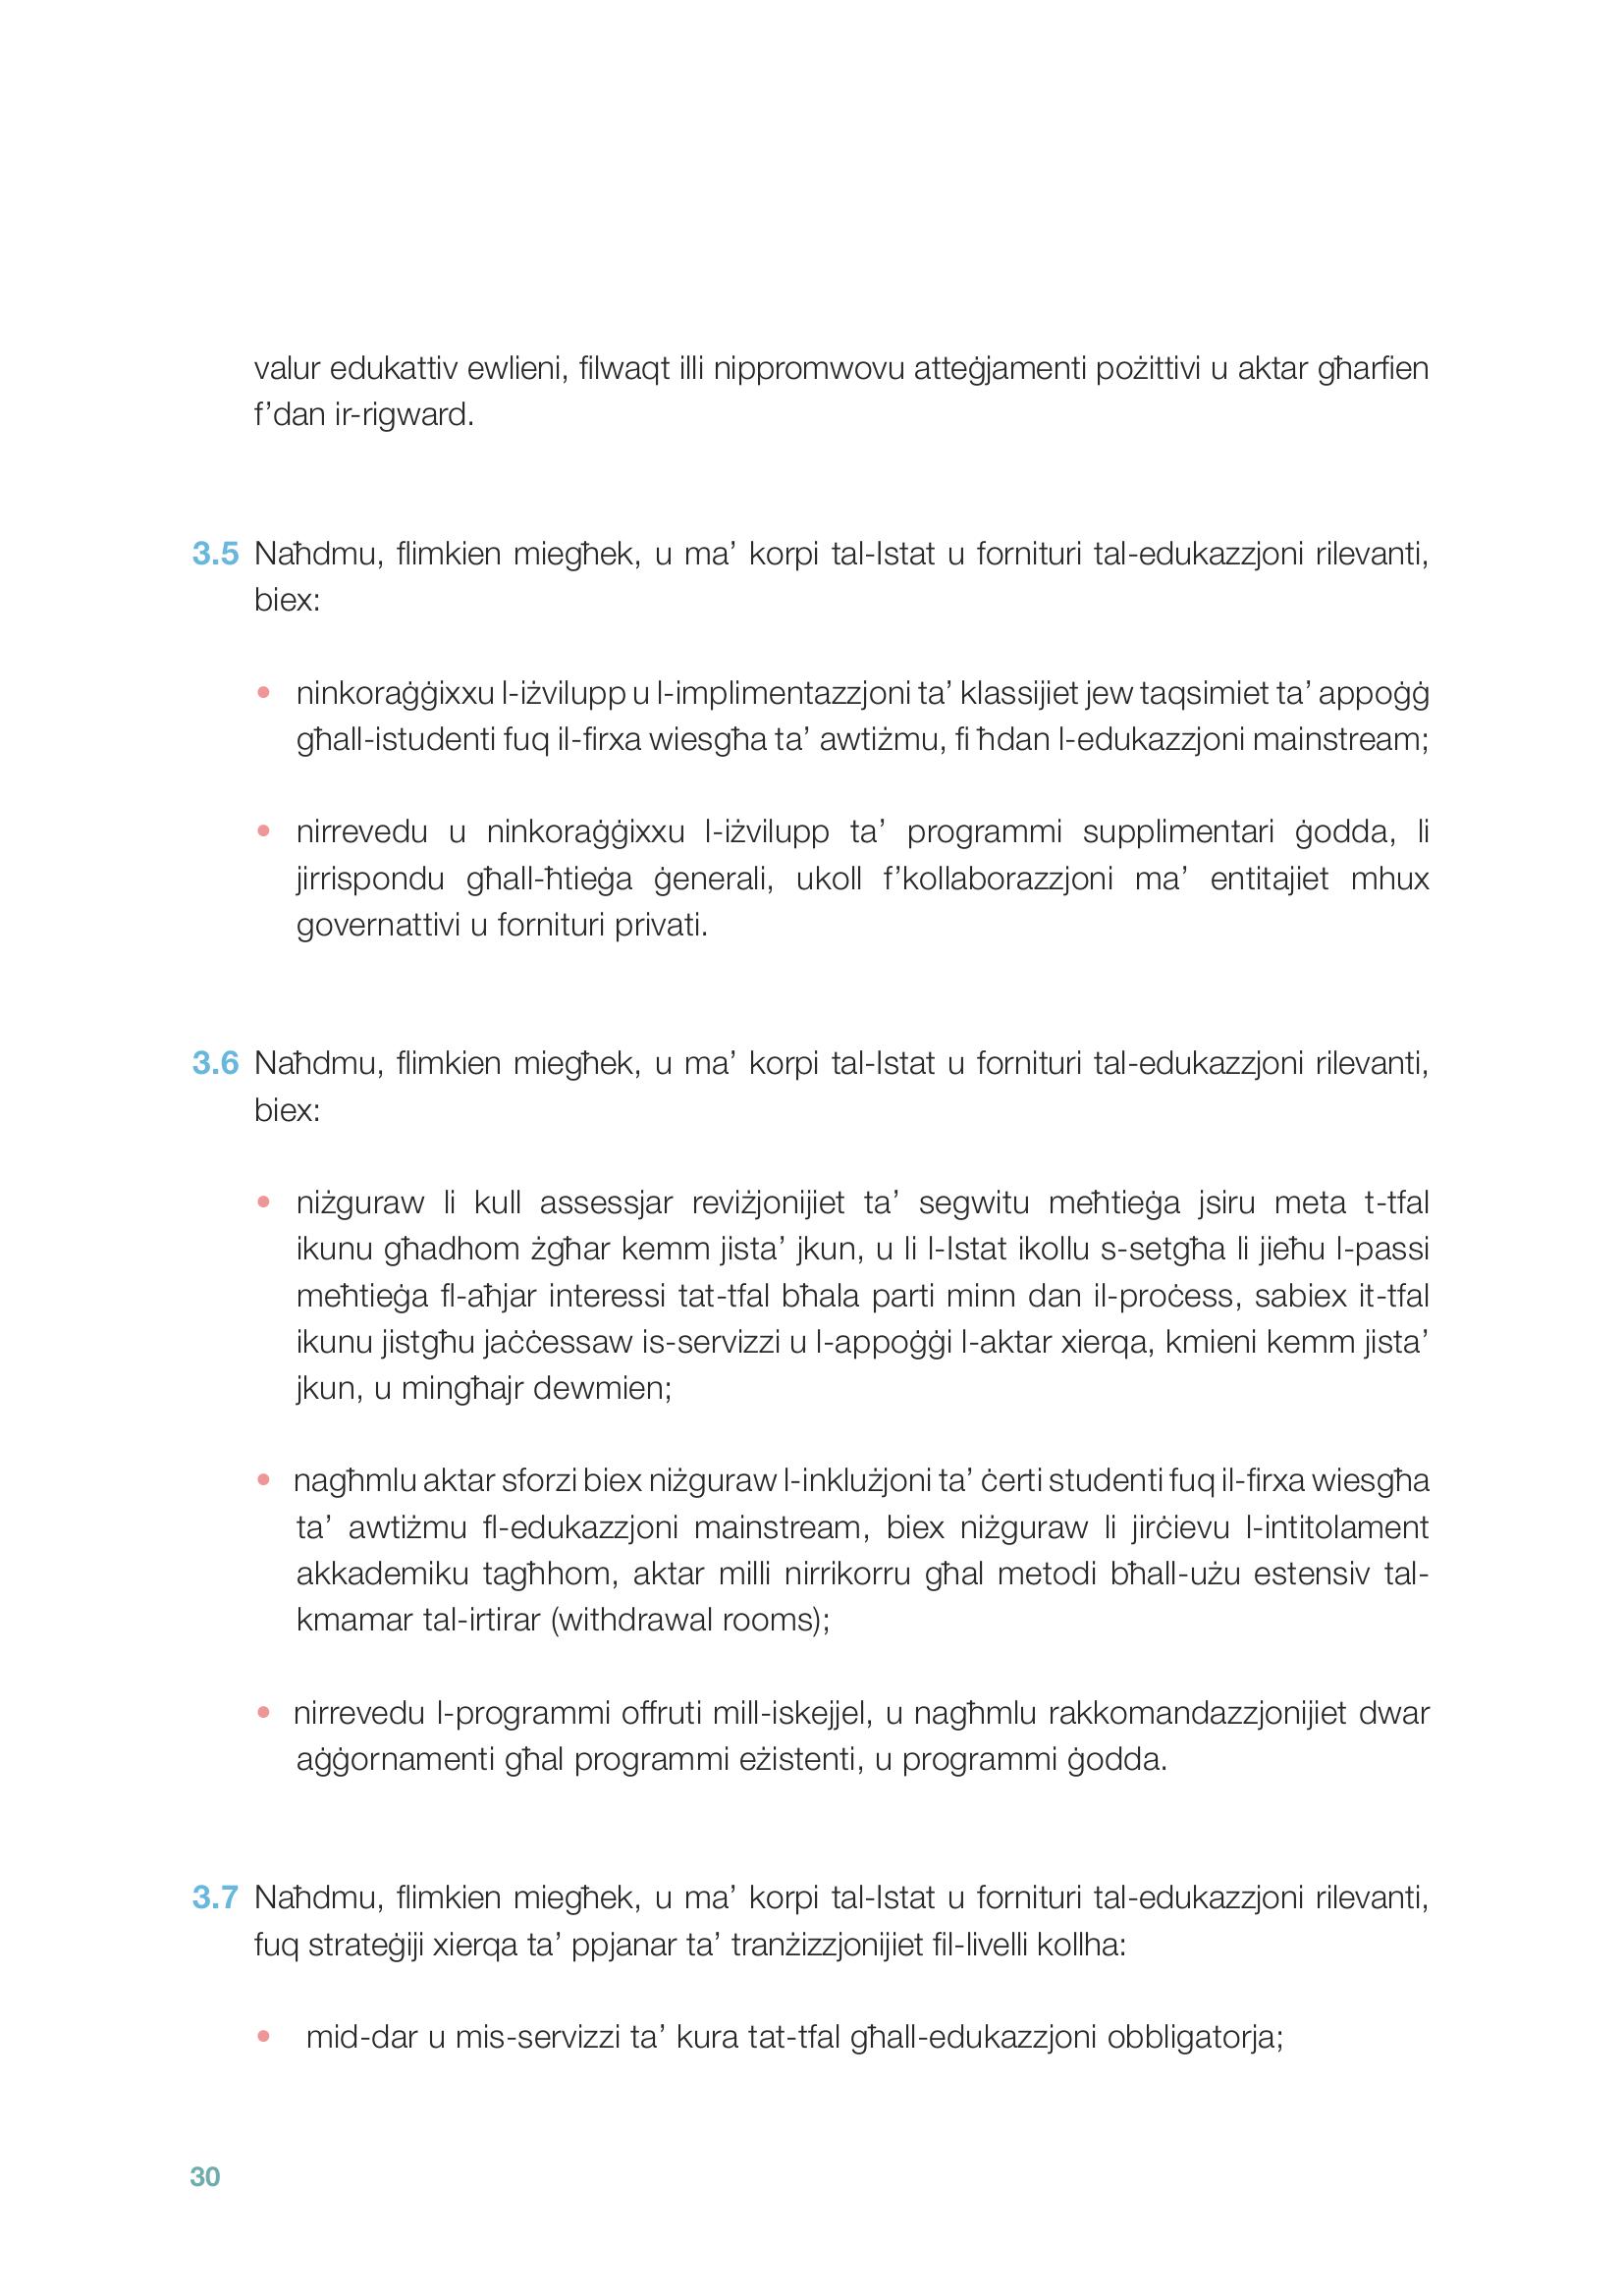 valur edukattiv ewlieni, filwaqt illi nippromwovu atteġjamenti pożittivi u aktar għarfien
f’dan ir-rigward.
3.5 Naħdmu, flimkien miegħek, u ma’ korpi tal-Istat u fornituri tal-edukazzjoni rilevanti,
biex:
• ninkoraġġixxu l-iżvilupp u l-implimentazzjoni ta’ klassijiet jew taqsimiet ta’ appoġġ
għall-istudenti fuq il-firxa wiesgħa ta’ awtiżmu, fi ħdan l-edukazzjoni mainstream;
• nirrevedu u ninkoraġġixxu l-iżvilupp ta’ programmi supplimentari ġodda, li
jirrispondu għall-ħtieġa ġenerali, ukoll f’kollaborazzjoni ma’ entitajiet mhux
governattivi u fornituri privati.
3.6 Naħdmu, flimkien miegħek, u ma’ korpi tal-Istat u fornituri tal-edukazzjoni rilevanti,
biex:
• niżguraw li kull assessjar reviżjonijiet ta’ segwitu meħtieġa jsiru meta t-tfal
ikunu għadhom żgħar kemm jista’ jkun, u li l-Istat ikollu s-setgħa li jieħu l-passi
meħtieġa fl-aħjar interessi tat-tfal bħala parti minn dan il-proċess, sabiex it-tfal
ikunu jistgħu jaċċessaw is-servizzi u l-appoġġi l-aktar xierqa, kmieni kemm jista’
jkun, u mingħajr dewmien;
• nagħmlu aktar sforzi biex niżguraw l-inklużjoni ta’ ċerti studenti fuq il-firxa wiesgħa
ta’ awtiżmu fl-edukazzjoni mainstream, biex niżguraw li jirċievu l-intitolament
akkademiku tagħhom, aktar milli nirrikorru għal metodi bħall-użu estensiv tal-
kmamar tal-irtirar (withdrawal rooms);
• nirrevedu l-programmi offruti mill-iskejjel, u nagħmlu rakkomandazzjonijiet dwar
aġġornamenti għal programmi eżistenti, u programmi ġodda.
3.7 Naħdmu, flimkien miegħek, u ma’ korpi tal-Istat u fornituri tal-edukazzjoni rilevanti,
fuq strateġiji xierqa ta’ ppjanar ta’ tranżizzjonijiet fil-livelli kollha:
• mid-dar u mis-servizzi ta’ kura tat-tfal għall-edukazzjoni obbligatorja;
30